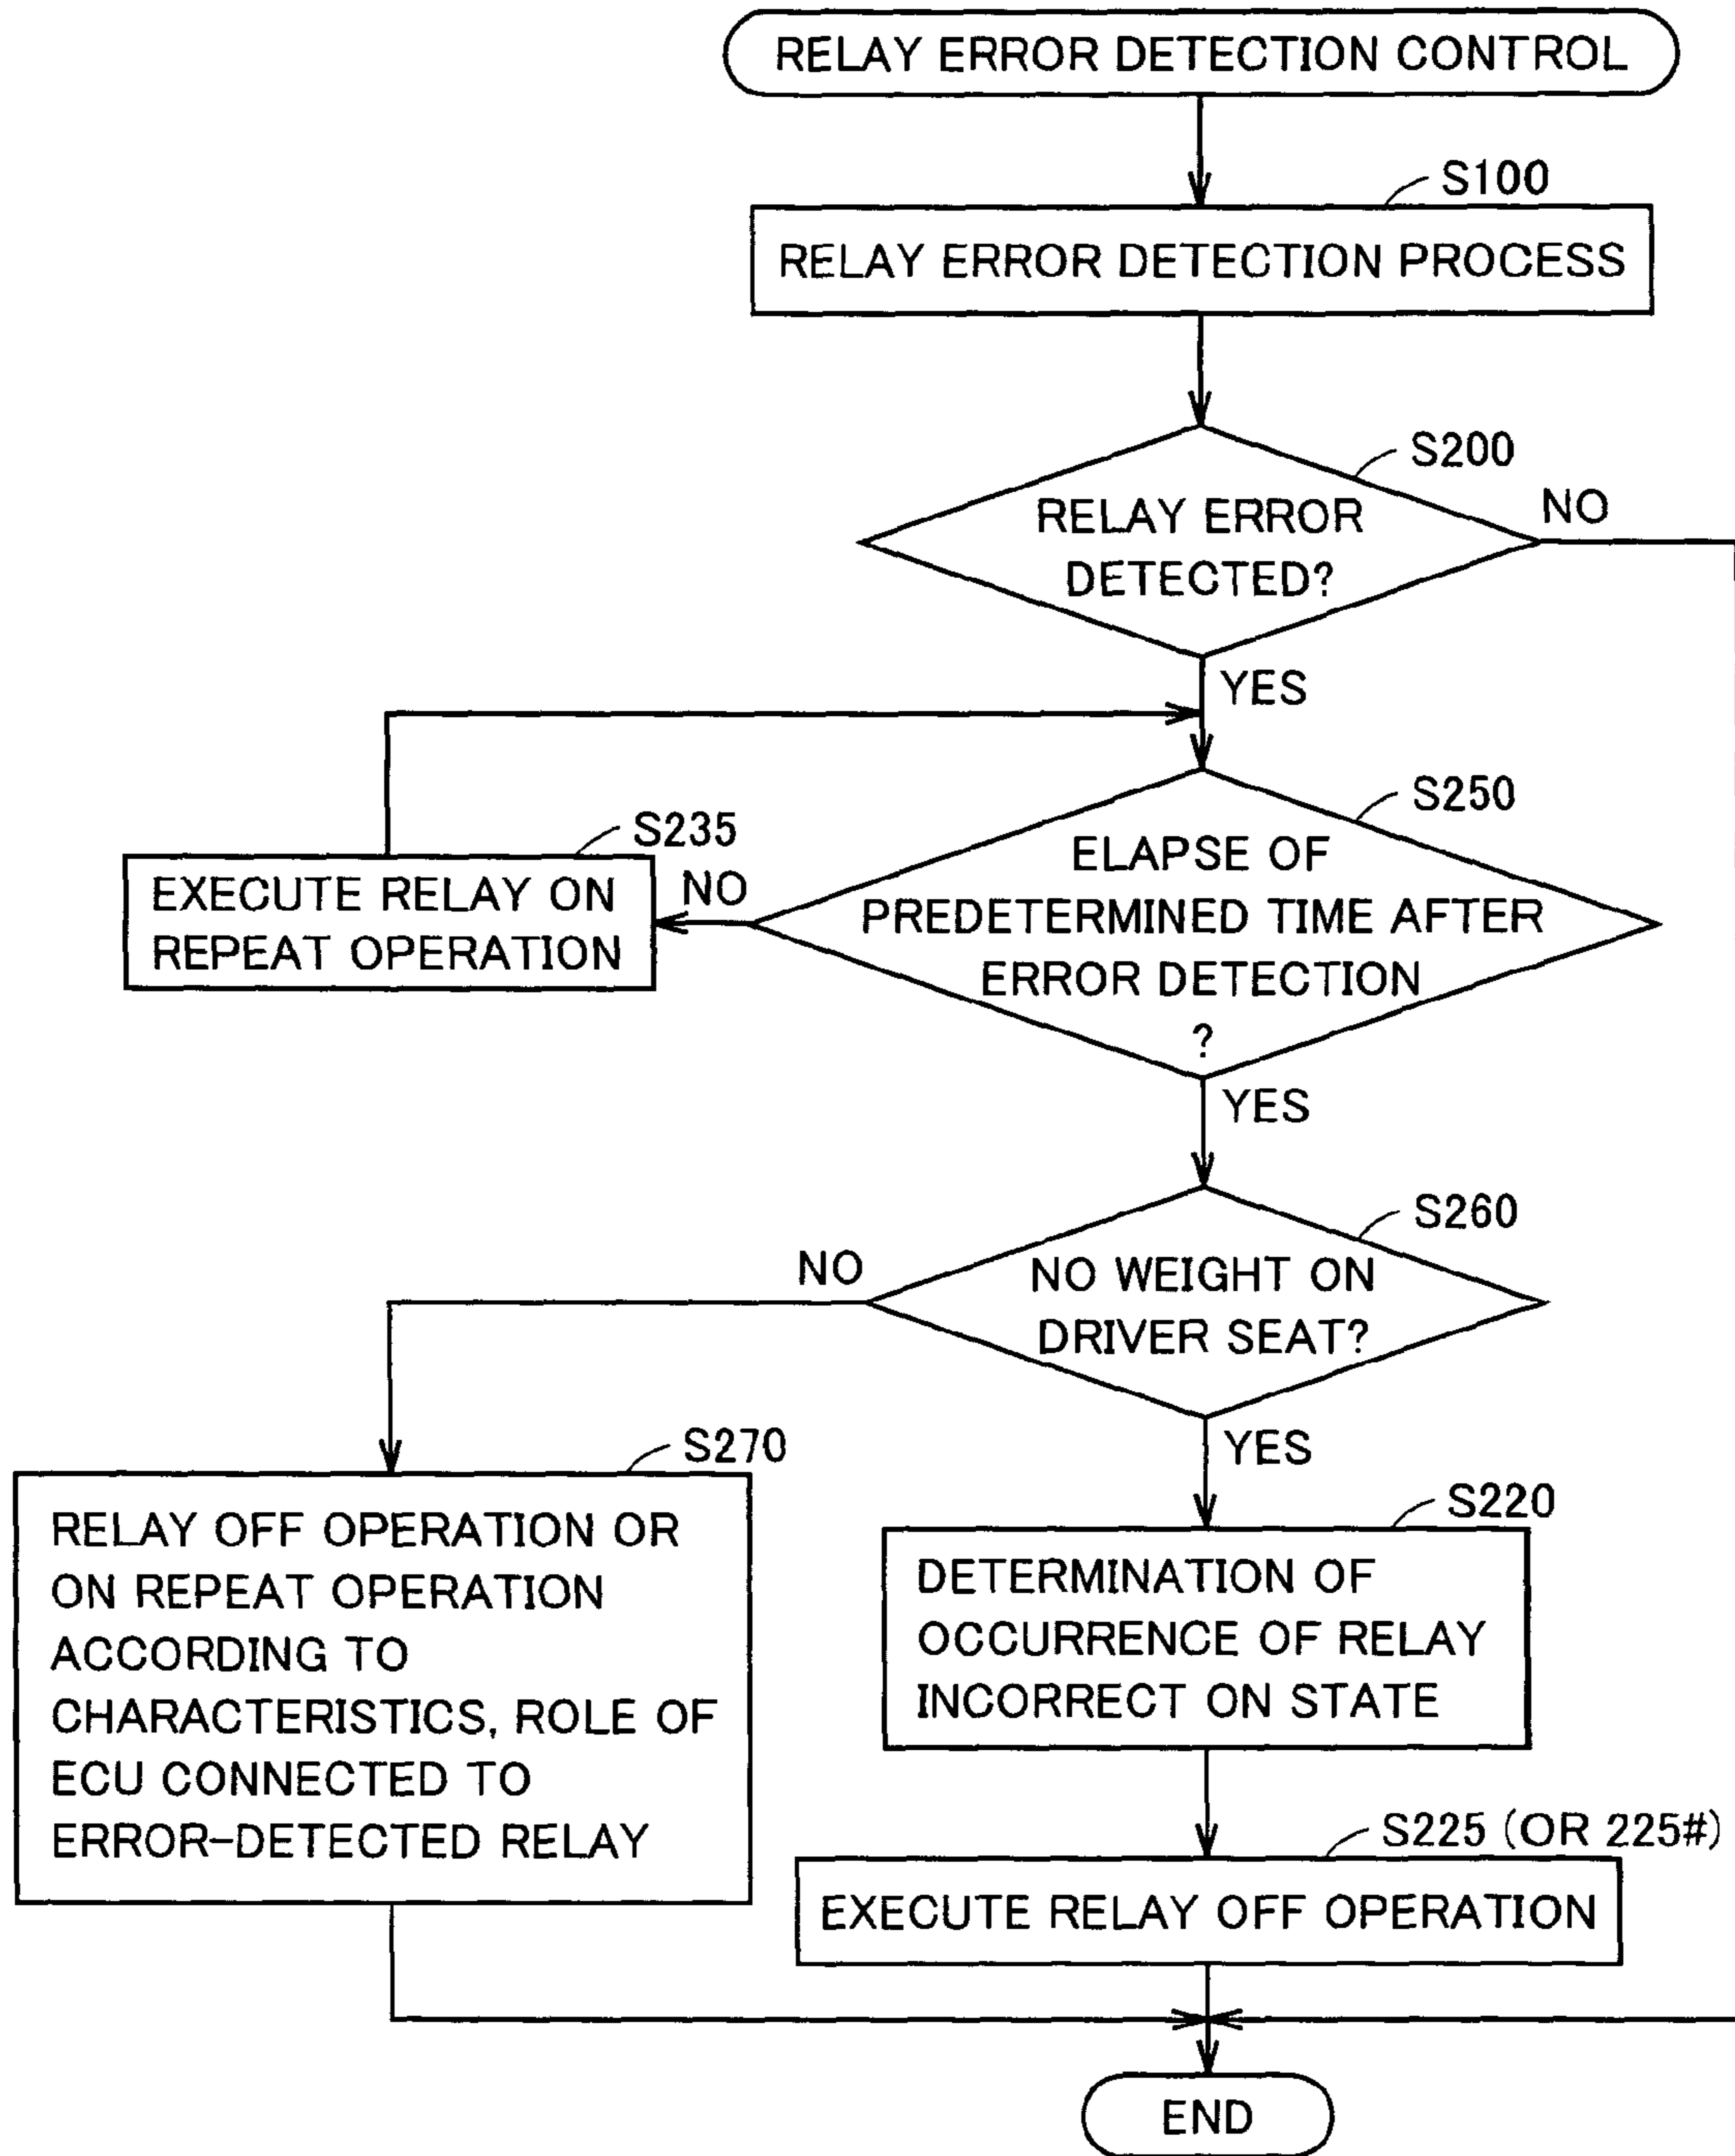 RELAY ERROR DETECTION CONTROL
S100
RELAY ERROR DETECTION PROCESS
S200
RELAY ERROR
DETECTED?
NO
YES
S250
ELAPSE OF
PREDETERMINED TIME AFTER
ERROR DETECTION
?
NO
S235
EXECUTE RELAY ON
REPEAT OPERATION
YES
S260
NO WEIGHT ON
DRIVER SEAT?
NO
YES
S270
RELAY OFF OPERATION OR
ON REPEAT OPERATION
ACCORDING TO
CHARACTERISTICS, ROLE OF
ECU CONNECTED TO
ERROR-DETECTED RELAY
S220
DETERMINATION OF
OCCURRENCE OF RELAY
INCORRECT ON STATE
S225 (OR 225#)
EXECUTE RELAY OFF OPERATION
END